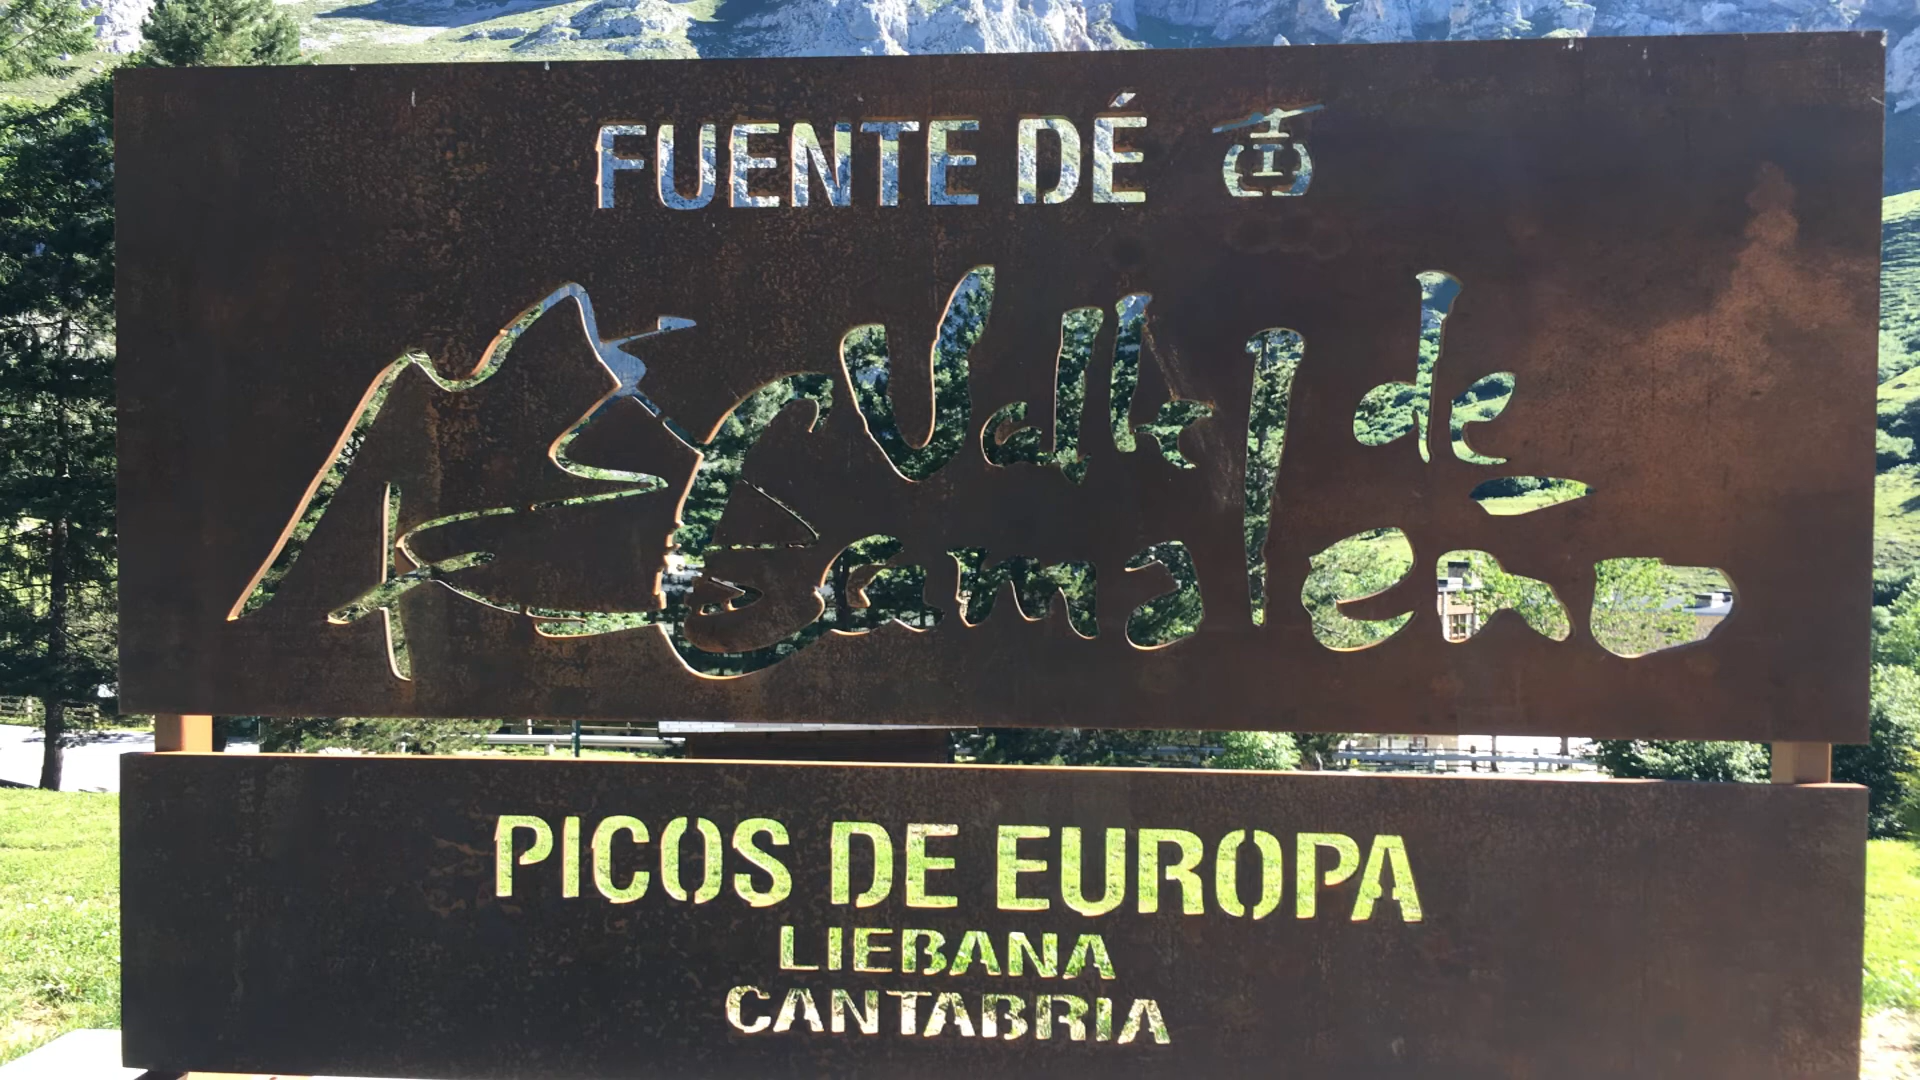 FUENTE DÉ
Valle de
Camaleño
PICOS DE EUROPA
LIEBANA
CANTABRIA